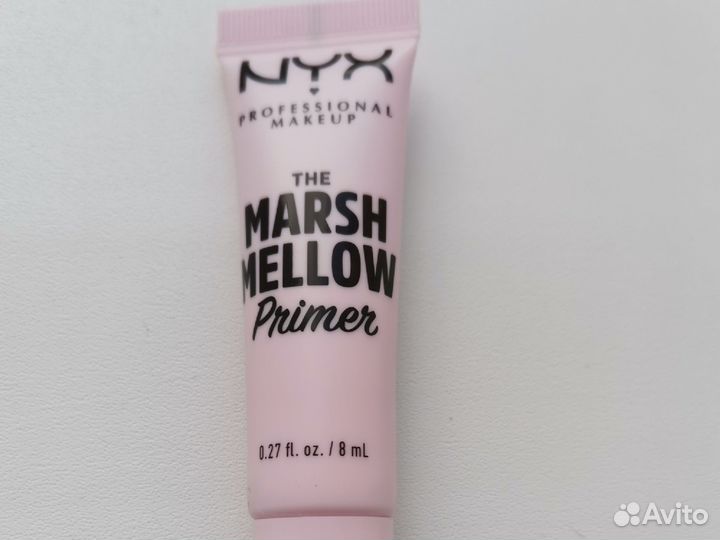 NYX
PROFESSIONAL
MAKEUP
THE
MARSH
MELLOW
Primer
0.27 fl. oz. / 8 mL
Avito